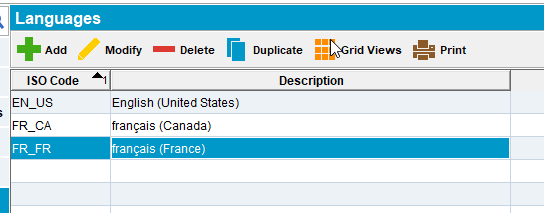 Languages
Add Modify Delete Duplicate Grid Views Print
ISO Code 1 Description
EN_US English (United States)
FR_CA français (Canada)
FR_FR français (France)